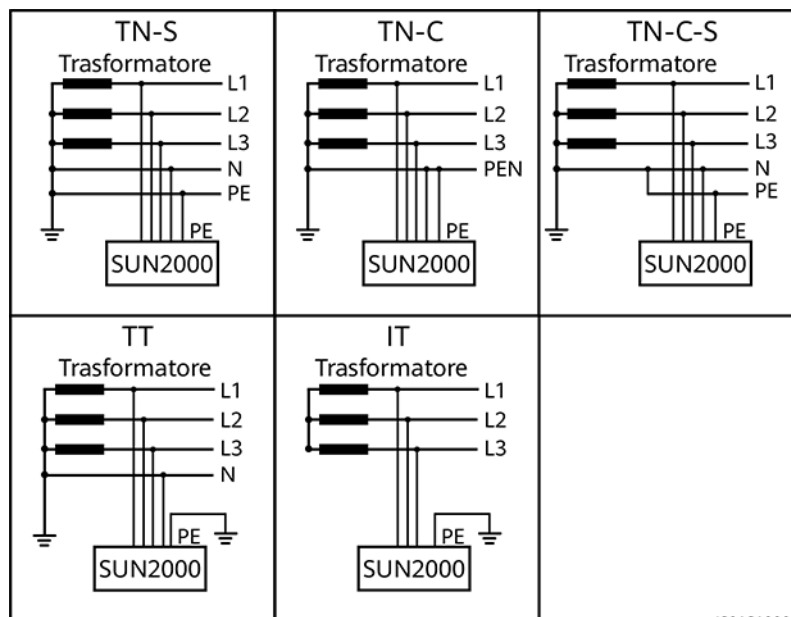 TN-S
Trasformatore
L1
L2
L3
N
PE
PE
SUN2000
TN-C
Trasformatore
L1
L2
L3
PEN
PE
SUN2000
TN-C-S
Trasformatore
L1
L2
L3
N
PE
PE
SUN2000
TT
Trasformatore
L1
L2
L3
N
PE
SUN2000
IT
Trasformatore
L1
L2
L3
PE
SUN2000